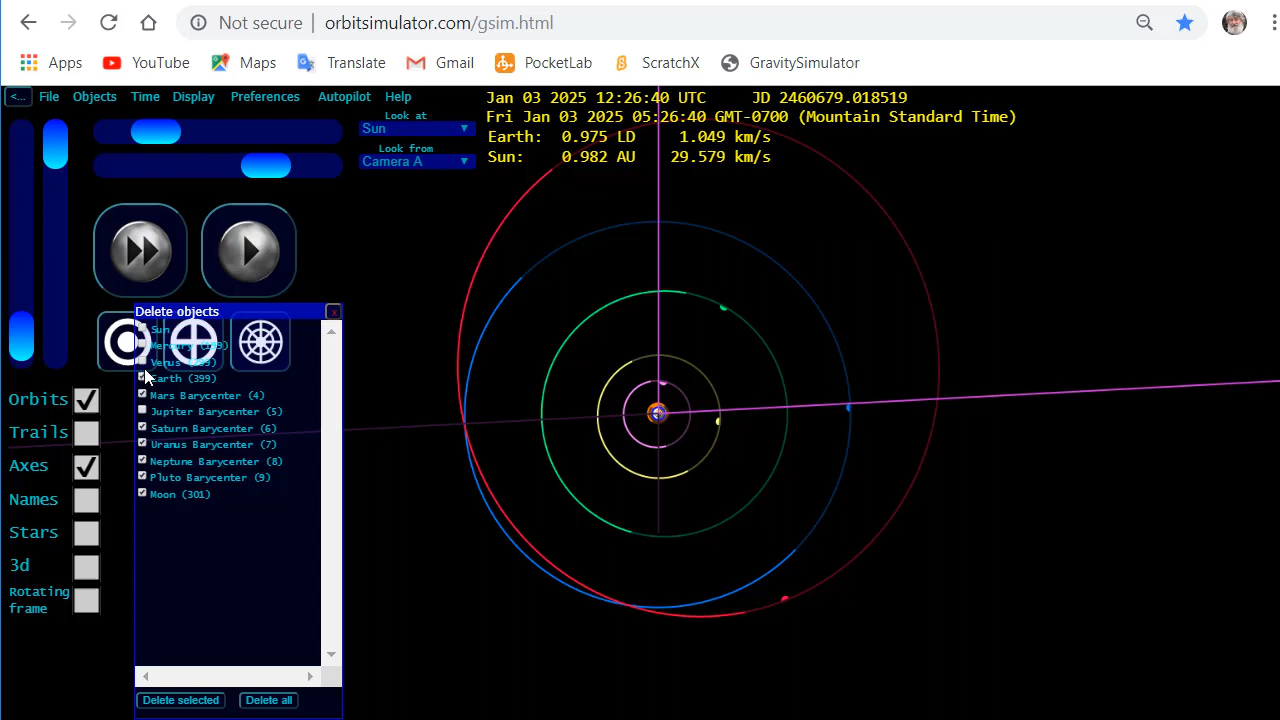 Not secure | orbitsimulator.com/gsim.html
Apps YouTube Maps Translate Gmail PocketLab ScratchX GravitySimulator
<... File Objects Time Display Preferences Autopilot Help
Look at
Sun
Look from
Camera A
Jan 03 2025 12:26:40 UTC JD 2460679.018519
Fri Jan 03 2025 05:26:40 GMT-0700 (Mountain Standard Time)
Earth: 0.975 LD 1.049 km/s
Sun: 0.982 AU 29.579 km/s
Delete objects x
Sun
Mercury (199)
Venus (299)
Earth (399)
Mars Barycenter (4)
Jupiter Barycenter (5)
Saturn Barycenter (6)
Uranus Barycenter (7)
Neptune Barycenter (8)
Pluto Barycenter (9)
Moon (301)
Delete selected Delete all
Orbits
Trails
Axes
Names
Stars
3d
Rotating
frame